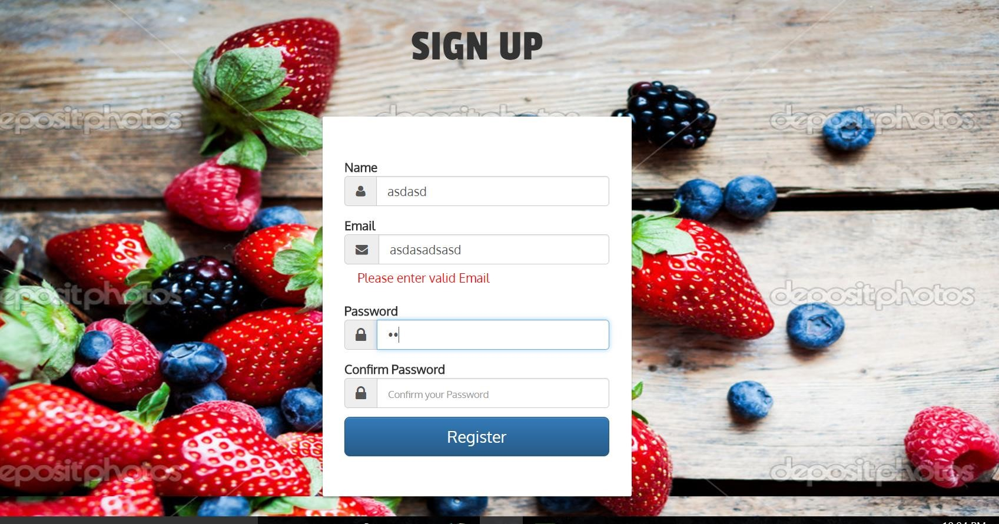 SIGN UP
depositphotos
depositphotos
depositphotos
Name
asdasd
Email
asdasadsasd
Please enter valid Email
depositphotos
depositphotos
Password
••
Confirm Password
Confirm your Password
Register
depositphotos
depositphotos